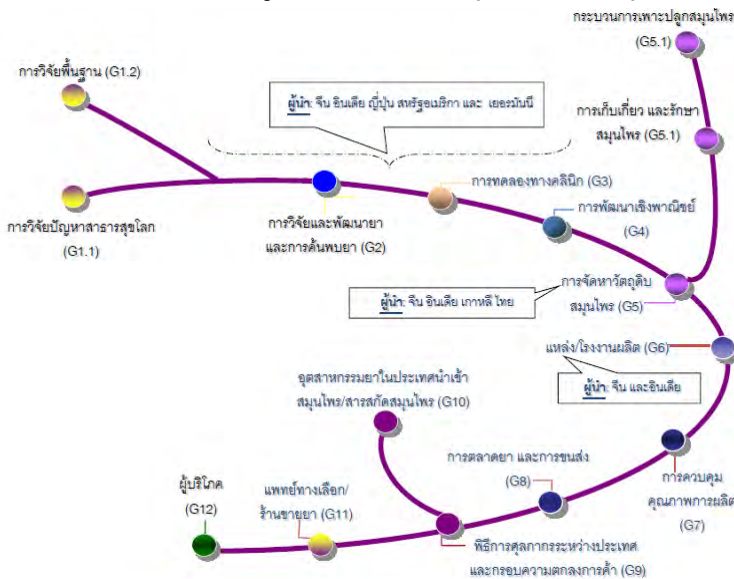 กระบวนการเพาะปลูกสมุนไพร
(G5.1)
การวิจัยพื้นฐาน (G1.2)
ผู้นำ: จีน อินเดีย ญี่ปุ่น สหรัฐอเมริกา และ เยอรมันนี
การเก็บเกี่ยว และรักษา
สมุนไพร (G5.1)
การทดลองทางคลินิก (G3)
การวิจัยปัญหาสาธารสุขโลก
(G1.1)
การวิจัยและพัฒนายา
และการค้นพบยา (G2)
การพัฒนาเชิงพาณิชย์
(G4)
การจัดหาวัตถุดิบ
สมุนไพร (G5)
ผู้นำ: จีน อินเดีย เกาหลี ไทย
แหล่ง/โรงงานผลิต (G6)
ผู้นำ: จีน และอินเดีย
อุตสาหกรรมยาในประเทศนำเข้า
สมุนไพร/สารสกัดสมุนไพร (G10)
การตลาดยา และการขนส่ง
(G8)
การควบคุม
คุณภาพการผลิต
(G7)
ผู้บริโภค
(G12)
แพทย์ทางเลือก/
ร้านขายยา (G11)
พิธีการศุลกากรระหว่างประเทศ
และกรอบความตกลงการค้า (G9)